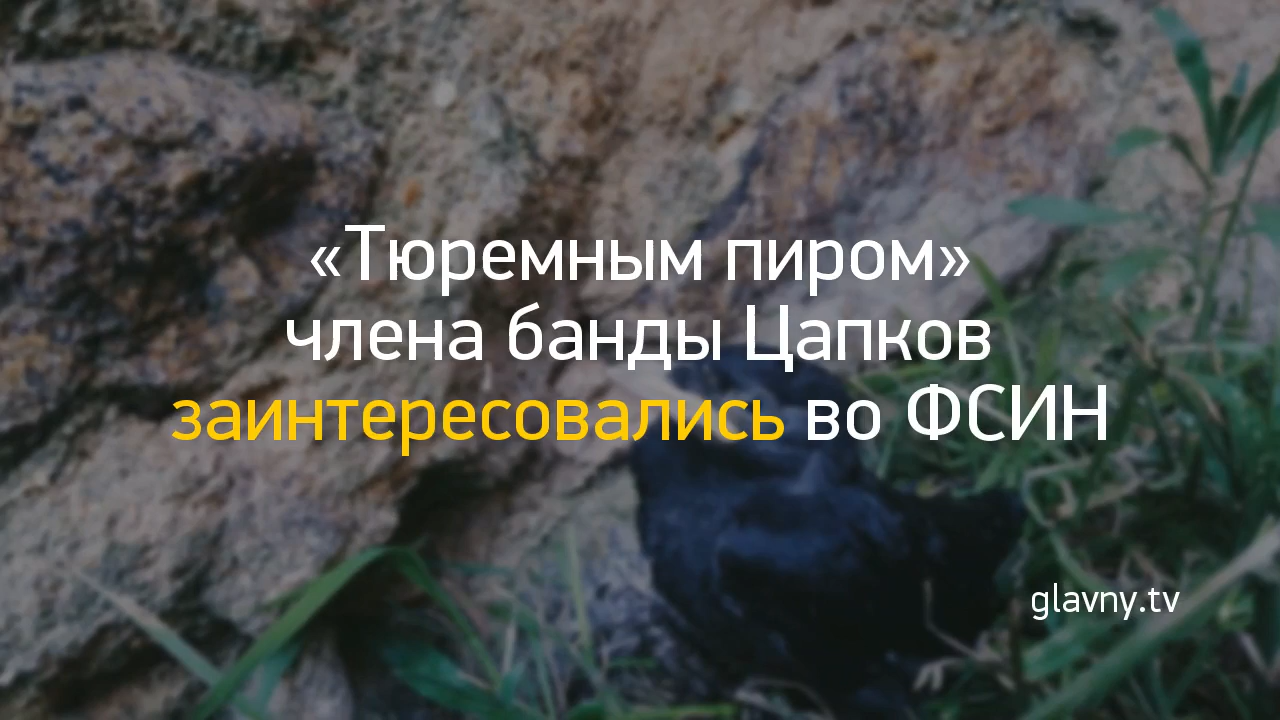 «Тюремным пиром»
члена банды Цапков
заинтересовались во ФСИН
glavny.tv